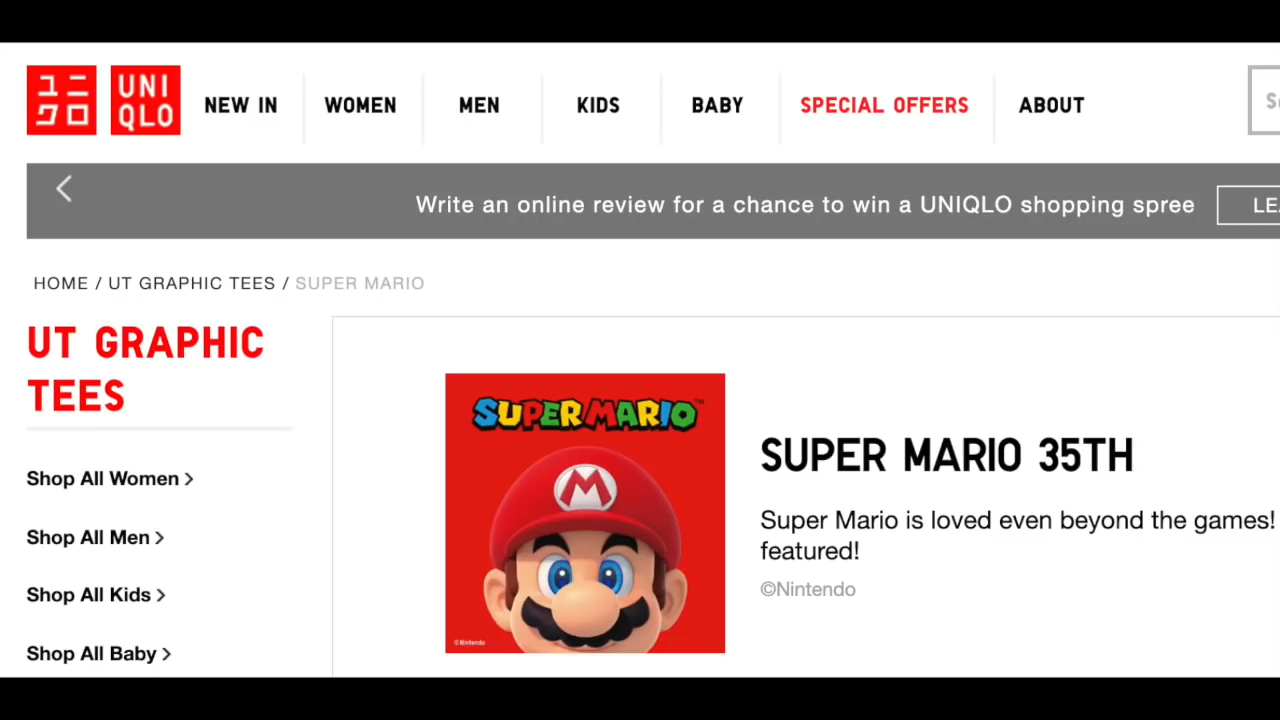 ユニ
クロ
UNI
QLO
NEW IN
WOMEN
MEN
KIDS
BABY
SPECIAL OFFERS
ABOUT
Write an online review for a chance to win a UNIQLO shopping spree
HOME / UT GRAPHIC TEES / SUPER MARIO
UT GRAPHIC
TEES
Shop All Women >
Shop All Men >
Shop All Kids >
Shop All Baby >
SUPER MARIO™
M
©Nintendo
SUPER MARIO 35TH
Super Mario is loved even beyond the games!
featured!
©Nintendo